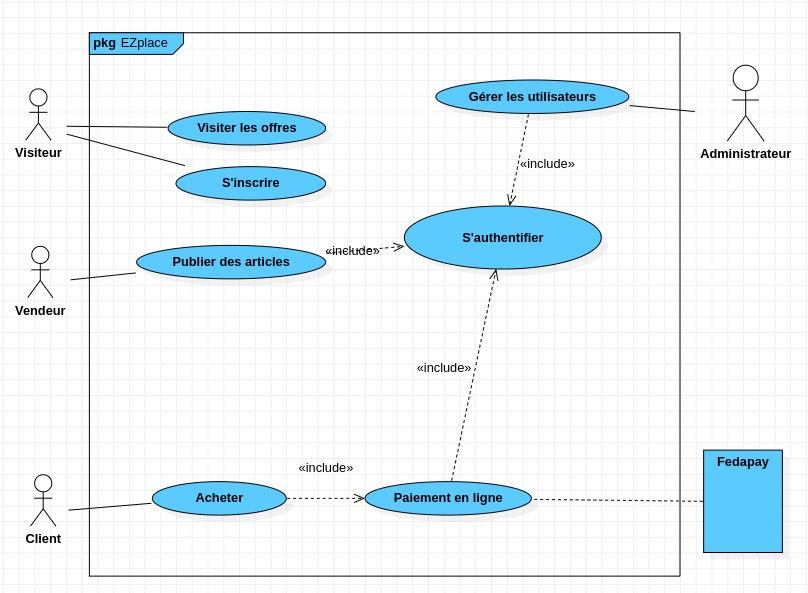 pkg EZplace
Gérer les utilisateurs
Visiter les offres
Visiteur
Administrateur
«include»
S'inscrire
S'authentifier
«include»
Publier des articles
Vendeur
«include»
Fedapay
«include»
Acheter
Paiement en ligne
Client